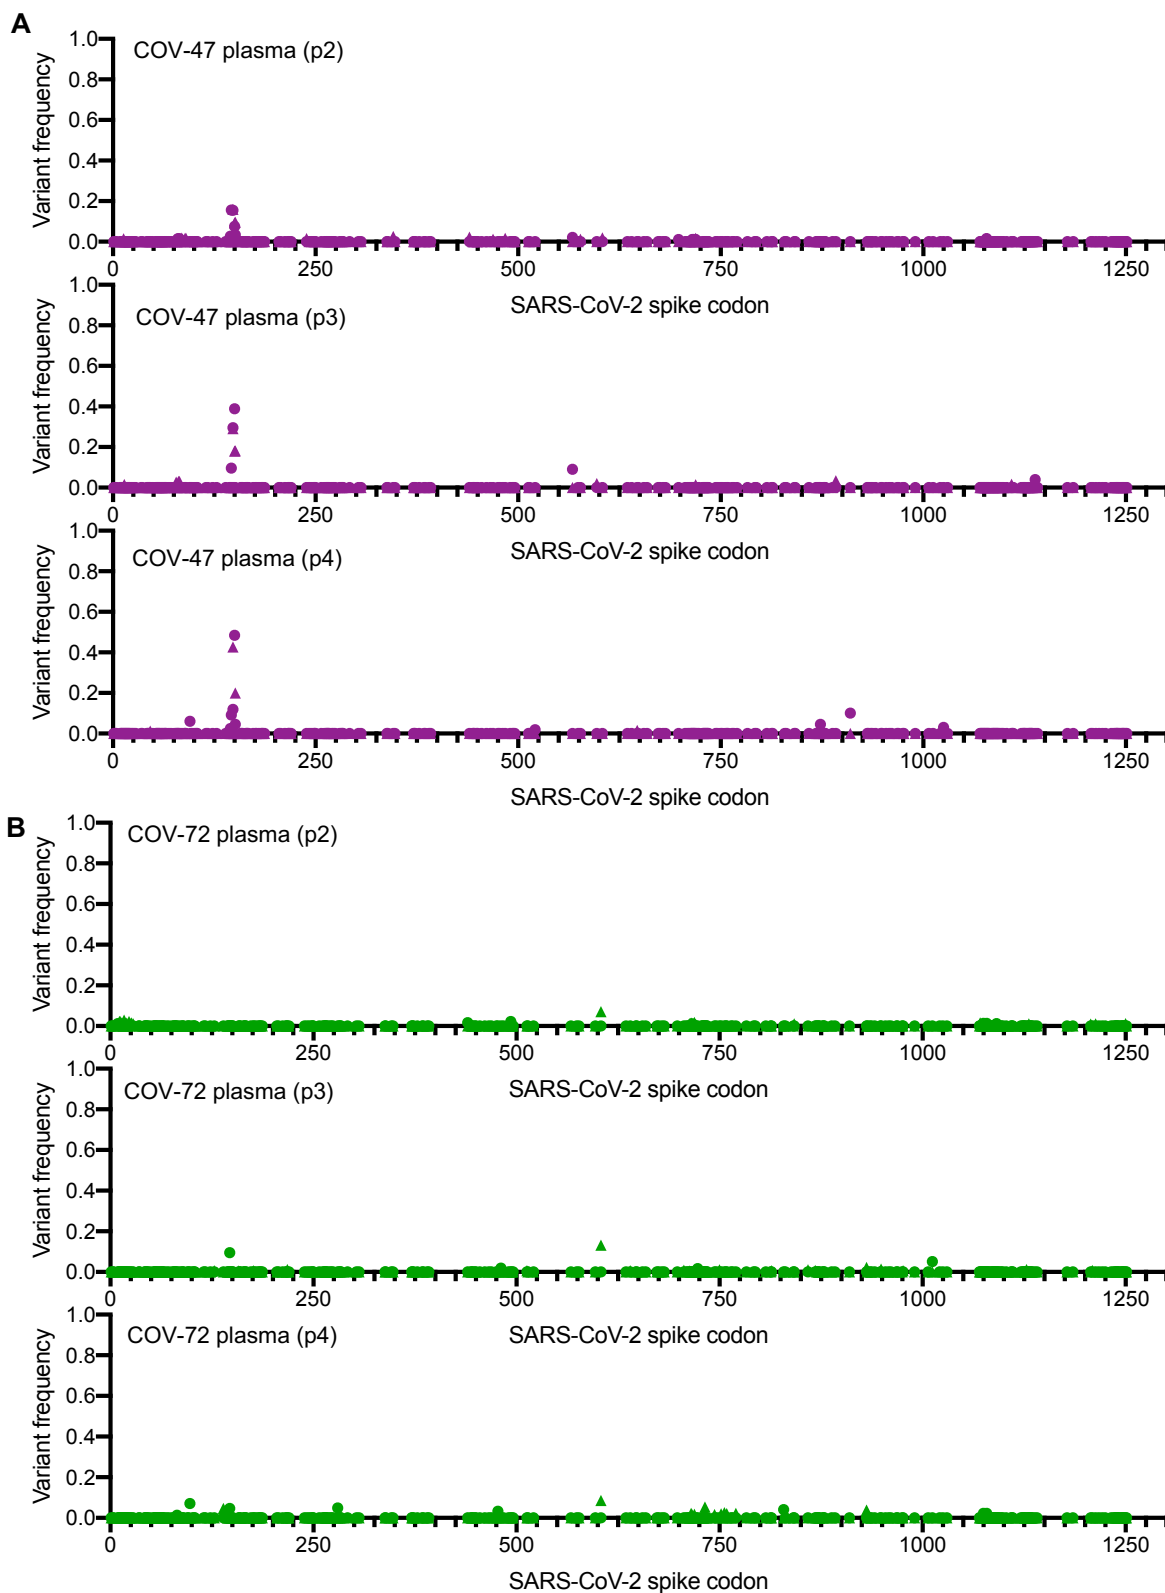 A
COV-47 plasma (p2)
Variant frequency
1.0
0.8
0.6
0.4
0.2
0.0
0 250 500 750 1000 1250
SARS-CoV-2 spike codon
COV-47 plasma (p3)
Variant frequency
1.0
0.8
0.6
0.4
0.2
0.0
0 250 500 750 1000 1250
SARS-CoV-2 spike codon
COV-47 plasma (p4)
Variant frequency
1.0
0.8
0.6
0.4
0.2
0.0
0 250 500 750 1000 1250
SARS-CoV-2 spike codon
B
COV-72 plasma (p2)
Variant frequency
1.0
0.8
0.6
0.4
0.2
0.0
0 250 500 750 1000 1250
SARS-CoV-2 spike codon
COV-72 plasma (p3)
Variant frequency
1.0
0.8
0.6
0.4
0.2
0.0
0 250 500 750 1000 1250
SARS-CoV-2 spike codon
COV-72 plasma (p4)
Variant frequency
1.0
0.8
0.6
0.4
0.2
0.0
0 250 500 750 1000 1250
SARS-CoV-2 spike codon